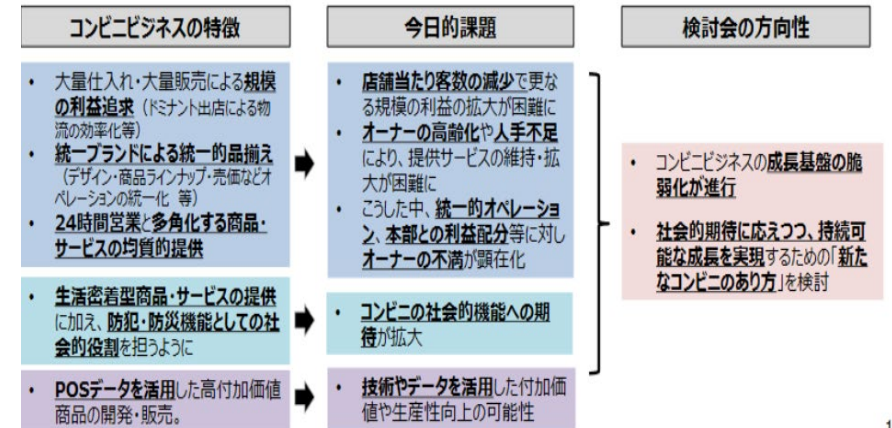 コンビニビジネスの特徴
・ 大量仕入れ・大量販売による規模
の利益追求（ドミナント出店による物
流の効率化等）
・ 統一ブランドによる統一的品揃え
（デザイン・商品ラインナップ・売価などオ
ペレーションの統一化 等）
・ 24時間営業と多角化する商品・
サービスの均質的提供
・ 生活密着型商品・サービスの提供
に加え、防犯・防災機能としての社
会的役割を担うように
・ POSデータを活用した高付加価値
商品の開発・販売。
今日的課題
・ 店舗当たり客数の減少で更な
る規模の利益の拡大が困難に
・ オーナーの高齢化や人手不足
により、提供サービスの維持・拡
大が困難に
・ こうした中、統一的オペレーショ
ン、本部との利益配分等に対し
オーナーの不満が顕在化
・ コンビニの社会的機能への期
待が拡大
・ 技術やデータを活用した付加価
値や生産性向上の可能性
検討会の方向性
・ コンビニビジネスの成長基盤の脆
弱化が進行
・ 社会的期待に応えつつ、持続可
能な成長を実現するための「新た
なコンビニのあり方」を検討